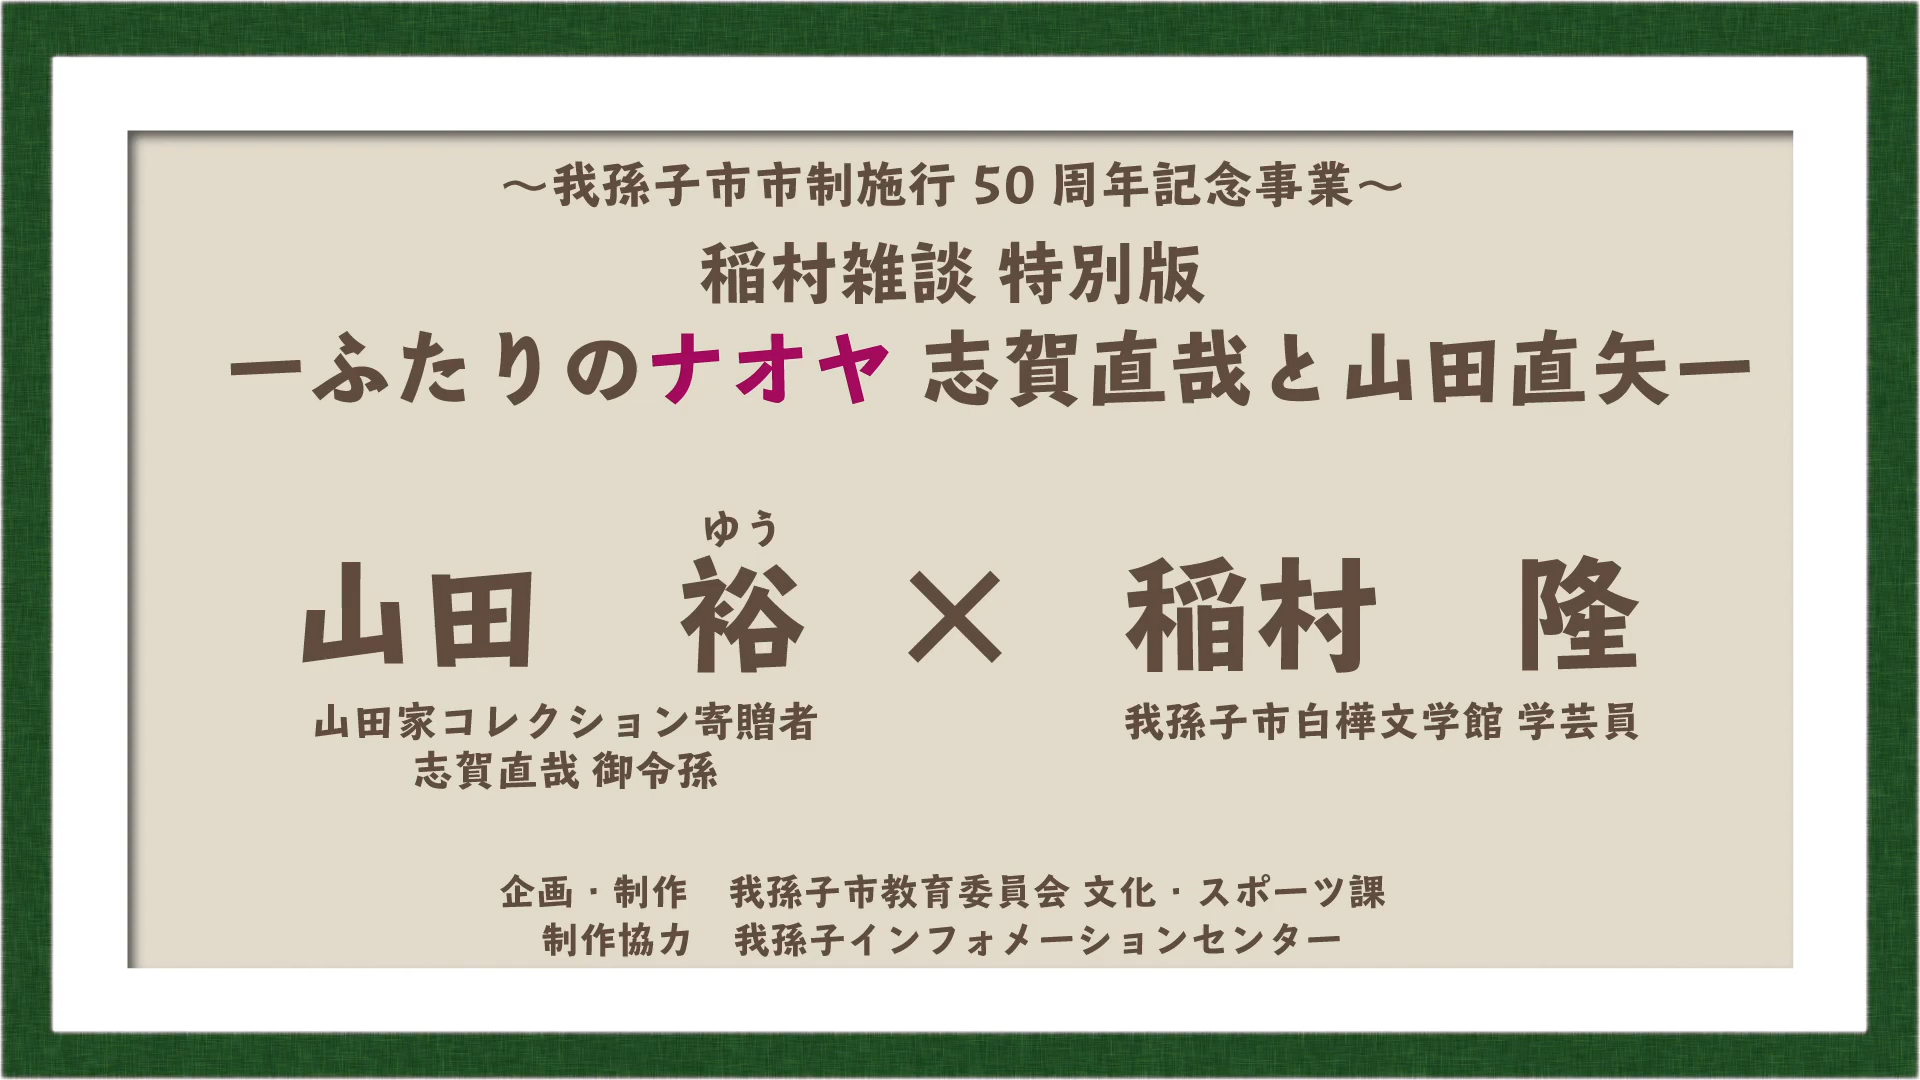 ～我孫子市市制施行 50 周年記念事業～
稲村雑談 特別版
―ふたりのナオヤ 志賀直哉と山田直矢―
ゆう
山田　裕 × 稲村　隆
山田家コレクション寄贈者
志賀直哉 御令孫
我孫子市白樺文学館 学芸員
企画・制作　我孫子市教育委員会 文化・スポーツ課
制作協力　我孫子インフォメーションセンター